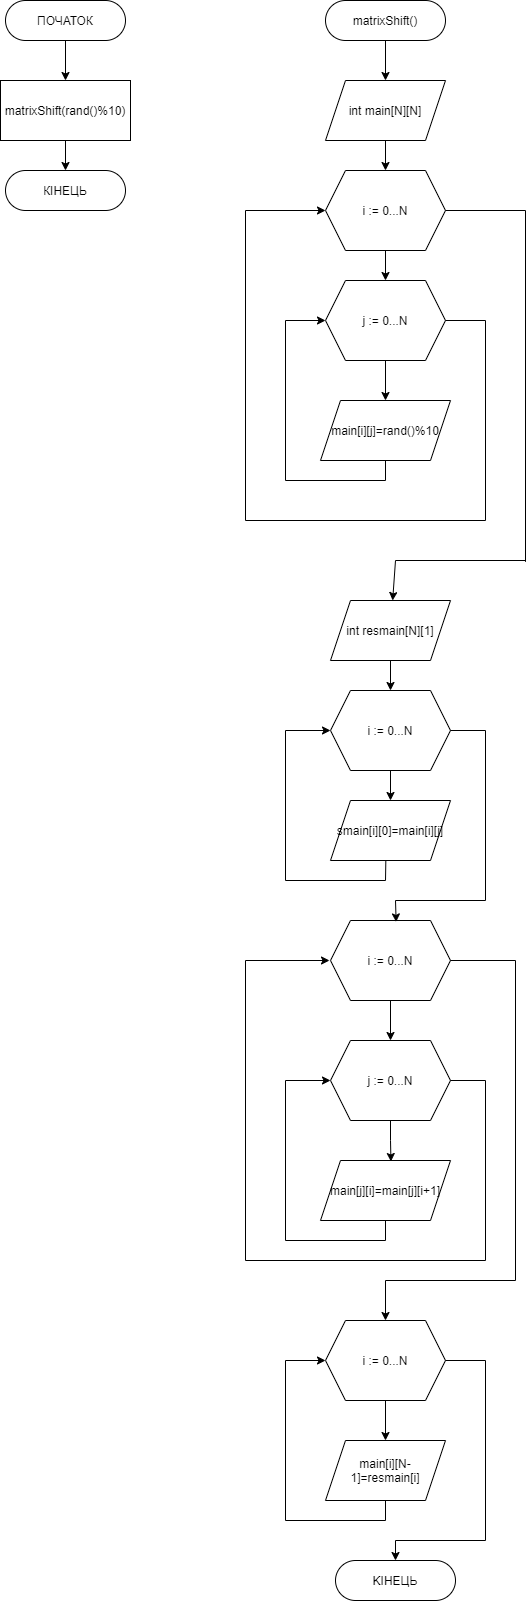 ПОЧАТОК
matrixShift(rand()%10)
КІНЕЦЬ
matrixShift()
int main[N][N]
i := 0...N
j := 0...N
main[i][j]=rand()%10
int resmain[N][1]
i := 0...N
smain[i][0]=main[i][j]
i := 0...N
j := 0...N
main[j][i]=main[j][i+1]
i := 0...N
main[i][N-
1]=resmain[i]
КІНЕЦЬ